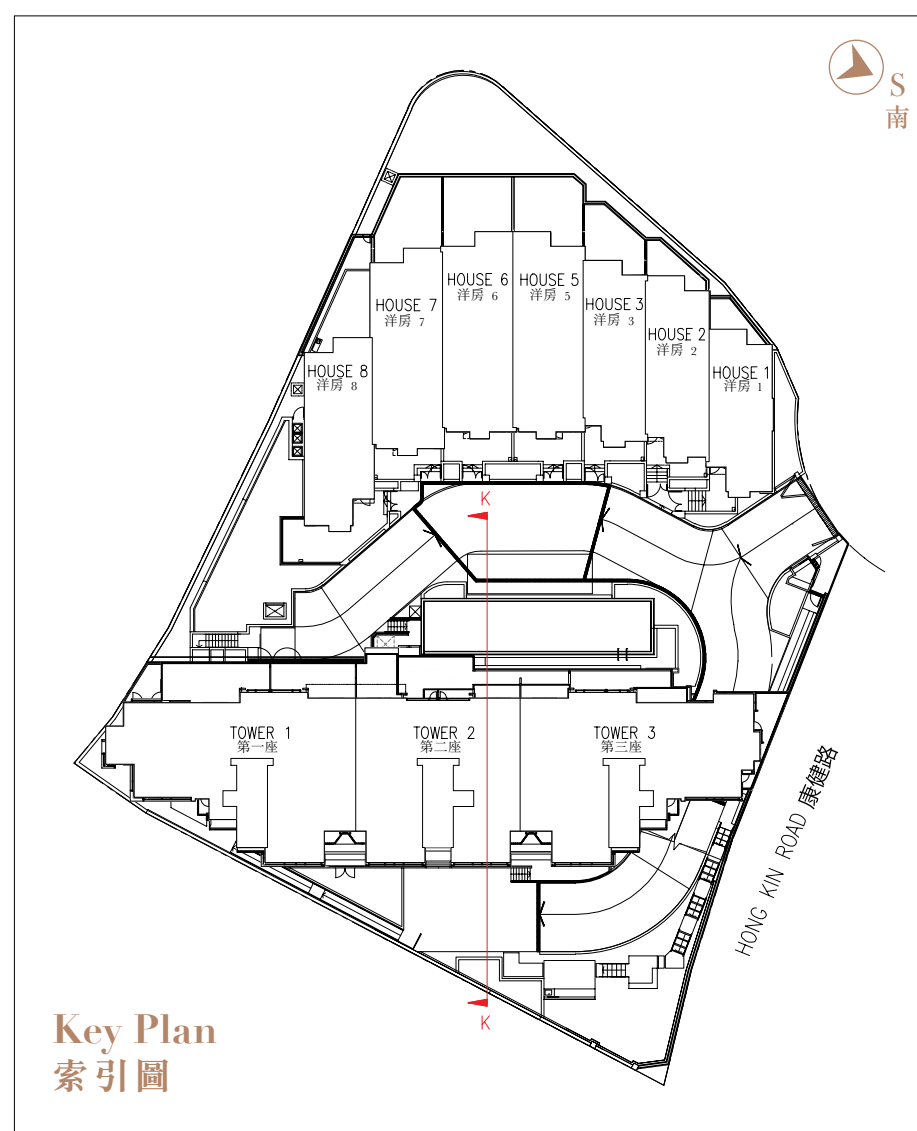 S
南
HOUSE 6
洋房 6
HOUSE 5
洋房 5
HOUSE 7
洋房 7
HOUSE 3
洋房 3
HOUSE 2
洋房 2
HOUSE 8
洋房 8
HOUSE 1
洋房 1
K
TOWER 1
第一座
TOWER 2
第二座
TOWER 3
第三座
HONG KIN ROAD 康健路
K
Key Plan
索引圖